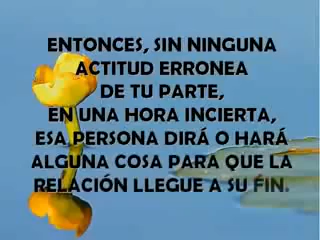 ENTONCES, SIN NINGUNA
ACTITUD ERRONEA
DE TU PARTE,
EN UNA HORA INCIERTA,
ESA PERSONA DIRÁ O HARÁ
ALGUNA COSA PARA QUE LA
RELACIÓN LLEGUE A SU FIN.